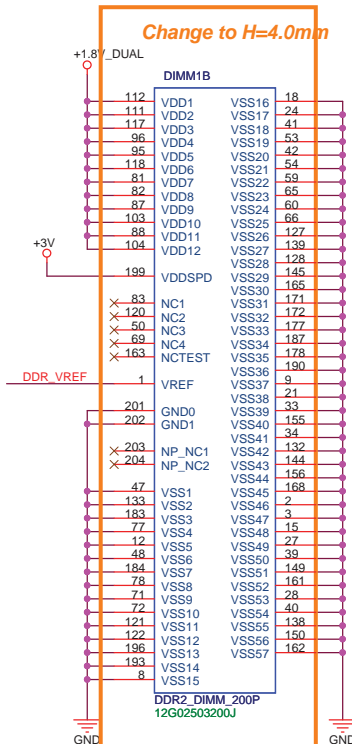 Change to H=4.0mm
+1.8V_DUAL
DIMM1B
112 VDD1 VSS16 18
111 VDD2 VSS17 24
117 VDD3 VSS18 41
96 VDD4 VSS19 53
95 VDD5 VSS20 42
118 VDD6 VSS21 54
81 VDD7 VSS22 59
82 VDD8 VSS23 65
87 VDD9 VSS24 60
103 VDD10 VSS25 66
88 VDD11 VSS26 127
104 VDD12 VSS27 139
+3V
VSS28 128
199 VDDSPD VSS29 145
VSS30 165
83 NC1 VSS31 171
120 NC2 VSS32 172
50 NC3 VSS33 177
69 NC4 VSS34 187
163 NCTEST VSS35 178
VSS36 190
DDR_VREF 1 VREF VSS37 9
VSS38 21
201 GND0 VSS39 33
202 GND1 VSS40 155
VSS41 34
203 NP_NC1 VSS42 132
204 NP_NC2 VSS43 144
VSS44 156
47 VSS1 VSS45 168
133 VSS2 VSS46 2
183 VSS3 VSS47 3
77 VSS4 VSS48 15
12 VSS5 VSS49 27
48 VSS6 VSS50 39
184 VSS7 VSS51 149
78 VSS8 VSS52 161
71 VSS9 VSS53 28
72 VSS10 VSS54 40
121 VSS11 VSS55 138
122 VSS12 VSS56 150
196 VSS13 VSS57 162
193 VSS14
8 VSS15
DDR2_DIMM_200P
12G02503200J
GND GND